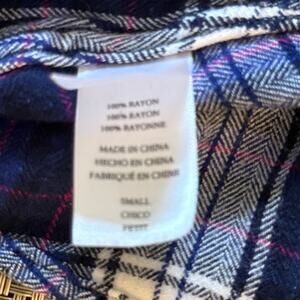 100% RAYON
100% RAYON
100% RAYONNE
MADE IN CHINA
HECHO EN CHINA
FABRIQUÉ EN CHINE
SMALL
CHICO
PETIT